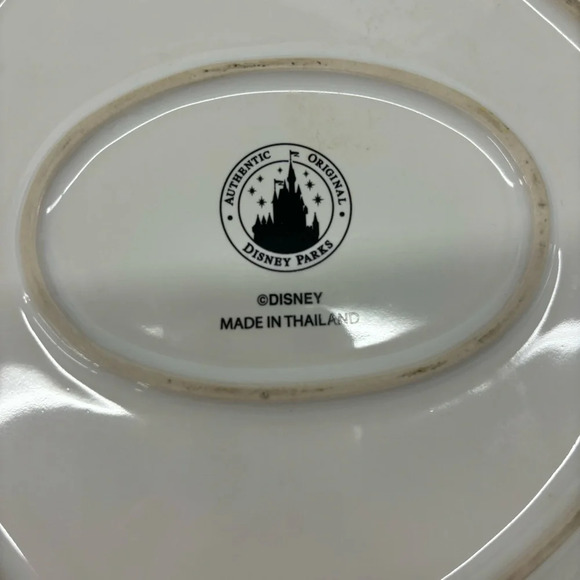 AUTHENTIC ORIGINAL
DISNEY PARKS
©DISNEY
MADE IN THAILAND